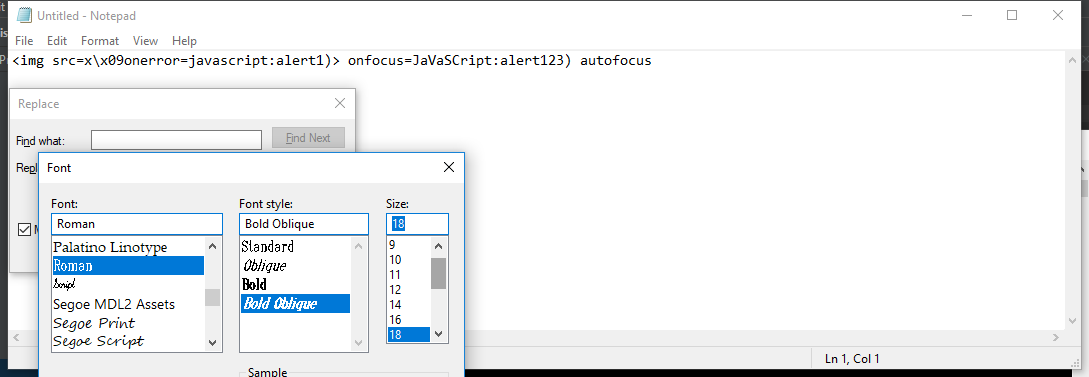 Untitled - Notepad
File Edit Format View Help
<img src=x\x09onerror=javascript:alert1)> onfocus=JaVaSCript:alert123) autofocus
Replace
Find what:
Find Next
Font
Font:
Font style:
Size:
Roman
Bold Oblique
18
Palatino Linotype
Roman
Script
Segoe MDL2 Assets
Segoe Print
Segoe Script
Standard
Oblique
Bold
Bold Oblique
9
10
11
12
14
16
18
Sample
Ln 1, Col 1